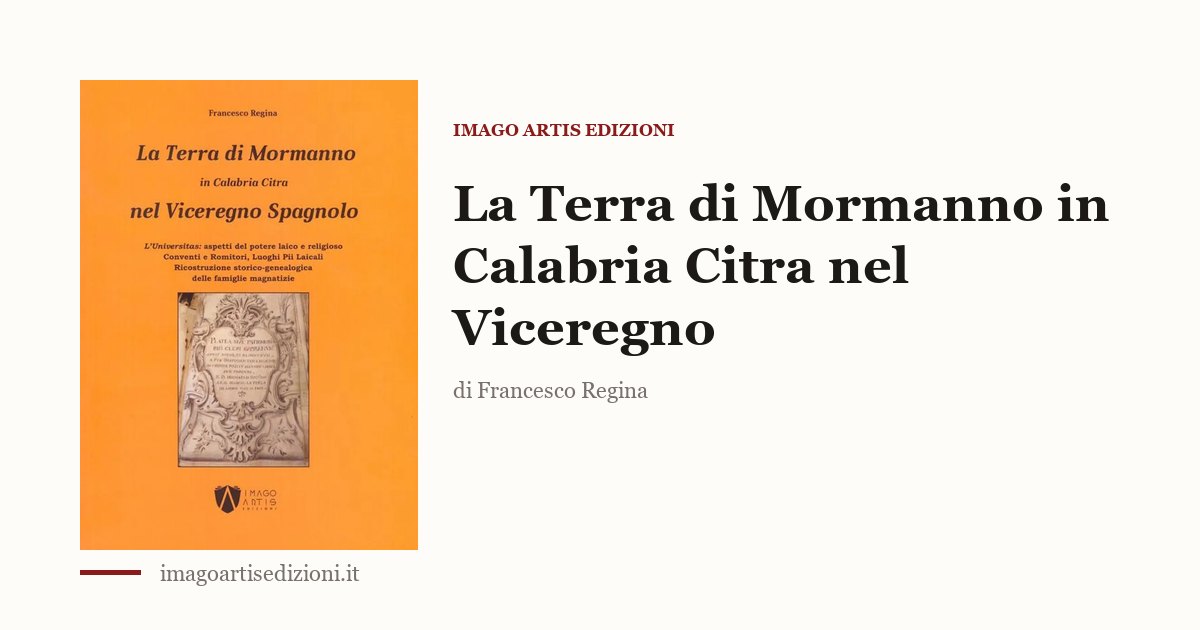 Francesco Regina
La Terra di Mormanno
in Calabria Citra
nel Viceregno Spagnolo
L'Universitas: aspetti del potere laico e religioso
Conventi e Romitori, Luoghi Pii Laicali
Ricostruzione storico-genealogica
delle famiglie magnatizie
IMAGO
ARTIS
EDIZIONI
IMAGO ARTIS EDIZIONI
La Terra di Mormanno in
Calabria Citra nel
Viceregno
di Francesco Regina
imagoartisedizioni.it